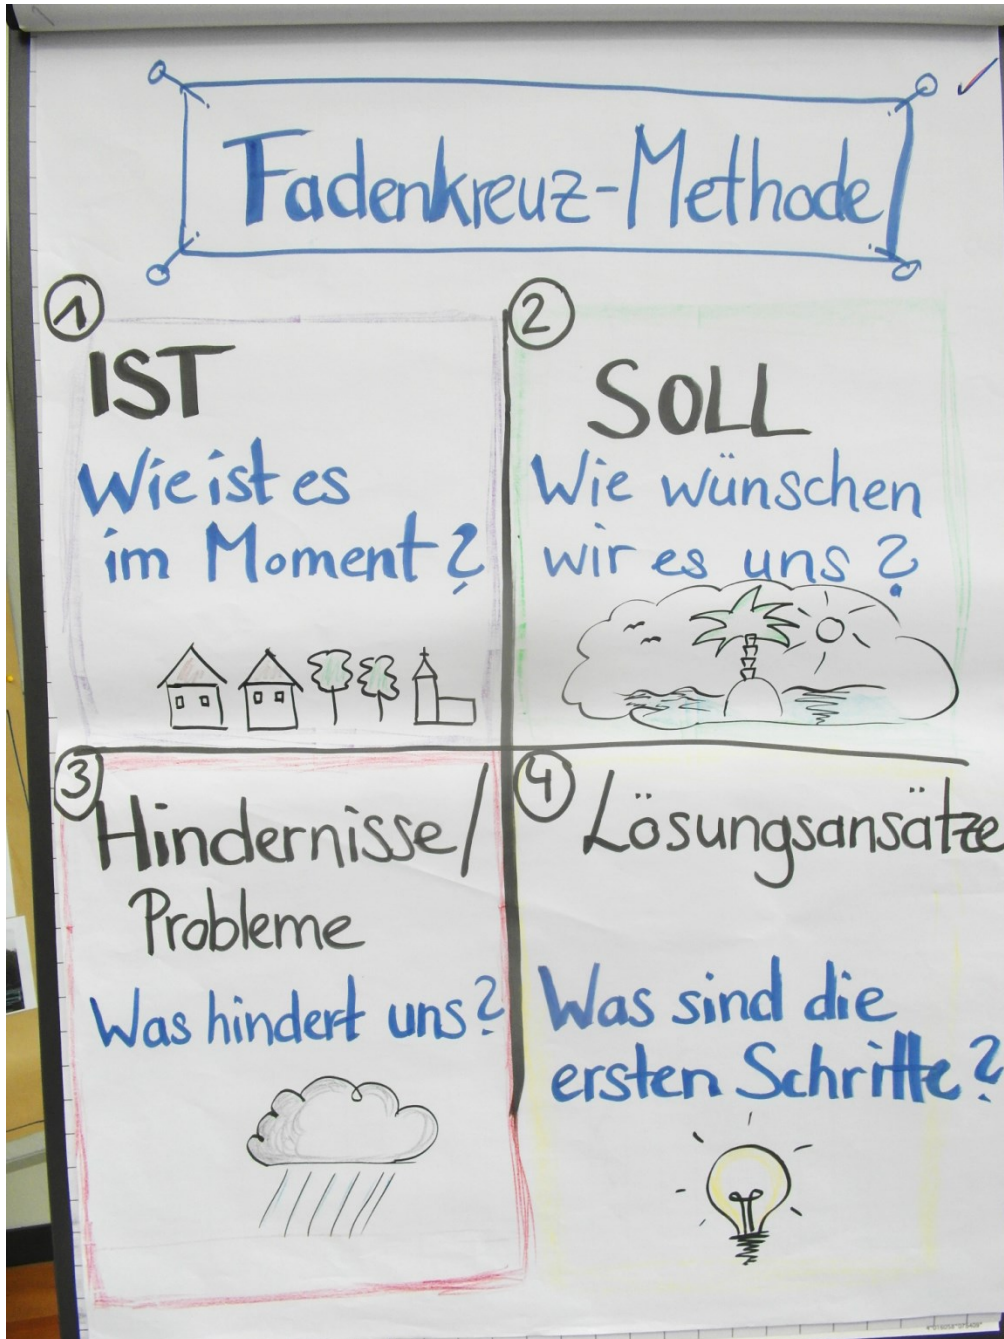 Fadenkreuz-Methode
1
IST
Wie ist es
im Moment?
2
SOLL
Wie wünschen
wir es uns?
3
Hindernisse/
Probleme
Was hindert uns?
4
Lösungsansätze
Was sind die
ersten Schritte?